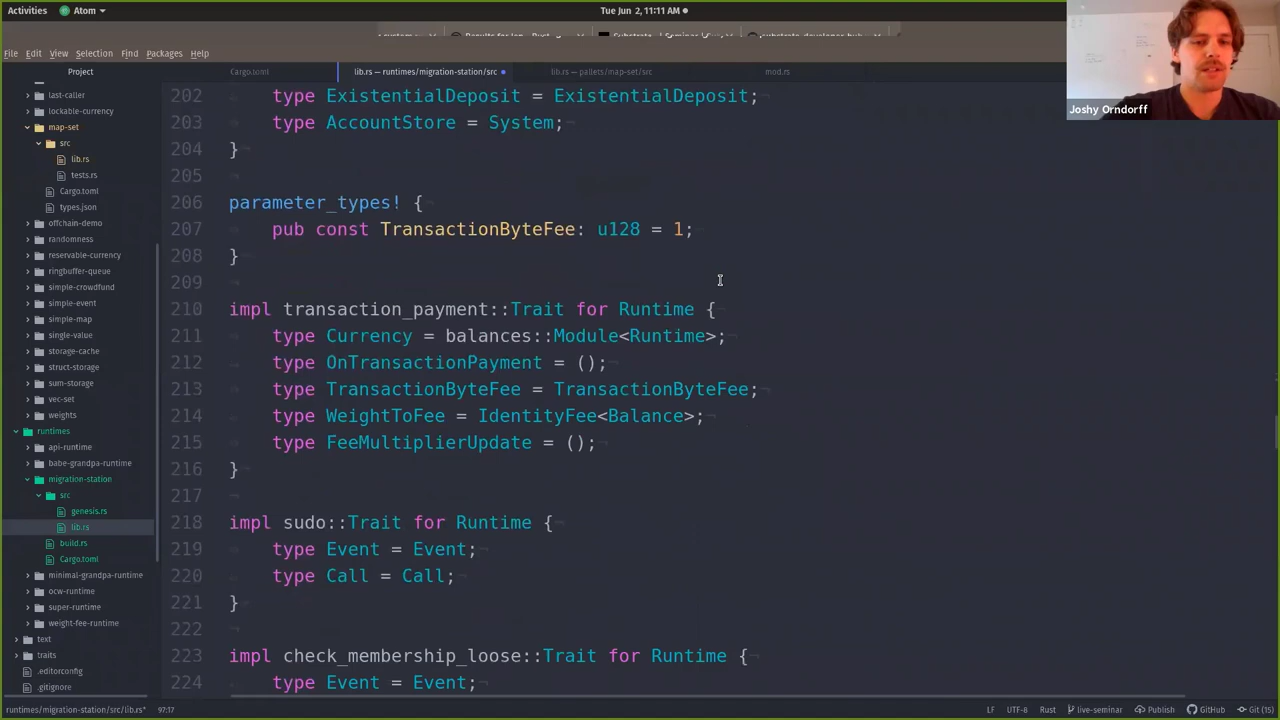 Activities Atom Tue Jun 2, 11:11 AM
File Edit View Selection Find Packages Help
Project
Cargo.toml
lib.rs — runtimes/migration-station/src
lib.rs — pallets/map-set/src
mod.rs
last-caller
lockable-currency
map-set
src
lib.rs
tests.rs
Cargo.toml
types.json
offchain-demo
randomness
reservable-currency
ringbuffer-queue
simple-crowdfund
simple-event
simple-map
single-value
storage-cache
struct-storage
sum-storage
vec-set
weights
runtimes
api-runtime
babe-grandpa-runtime
migration-station
src
genesis.rs
lib.rs
build.rs
Cargo.toml
minimal-grandpa-runtime
ocw-runtime
super-runtime
weight-fee-runtime
text
traits
.editorconfig
.gitignore
202 type ExistentialDeposit = ExistentialDeposit;
203 type AccountStore = System;
204 }
205
206 parameter_types! {
207 pub const TransactionByteFee: u128 = 1;
208 }
209
210 impl transaction_payment::Trait for Runtime {
211 type Currency = balances::Module<Runtime>;
212 type OnTransactionPayment = ();
213 type TransactionByteFee = TransactionByteFee;
214 type WeightToFee = IdentityFee<Balance>;
215 type FeeMultiplierUpdate = ();
216 }
217
218 impl sudo::Trait for Runtime {
219 type Event = Event;
220 type Call = Call;
221 }
222
223 impl check_membership_loose::Trait for Runtime {
224 type Event = Event;
Joshy Orndorff
runtimes/migration-station/src/lib.rs* 97:17 LF UTF-8 Rust live-seminar Publish GitHub Git (15)